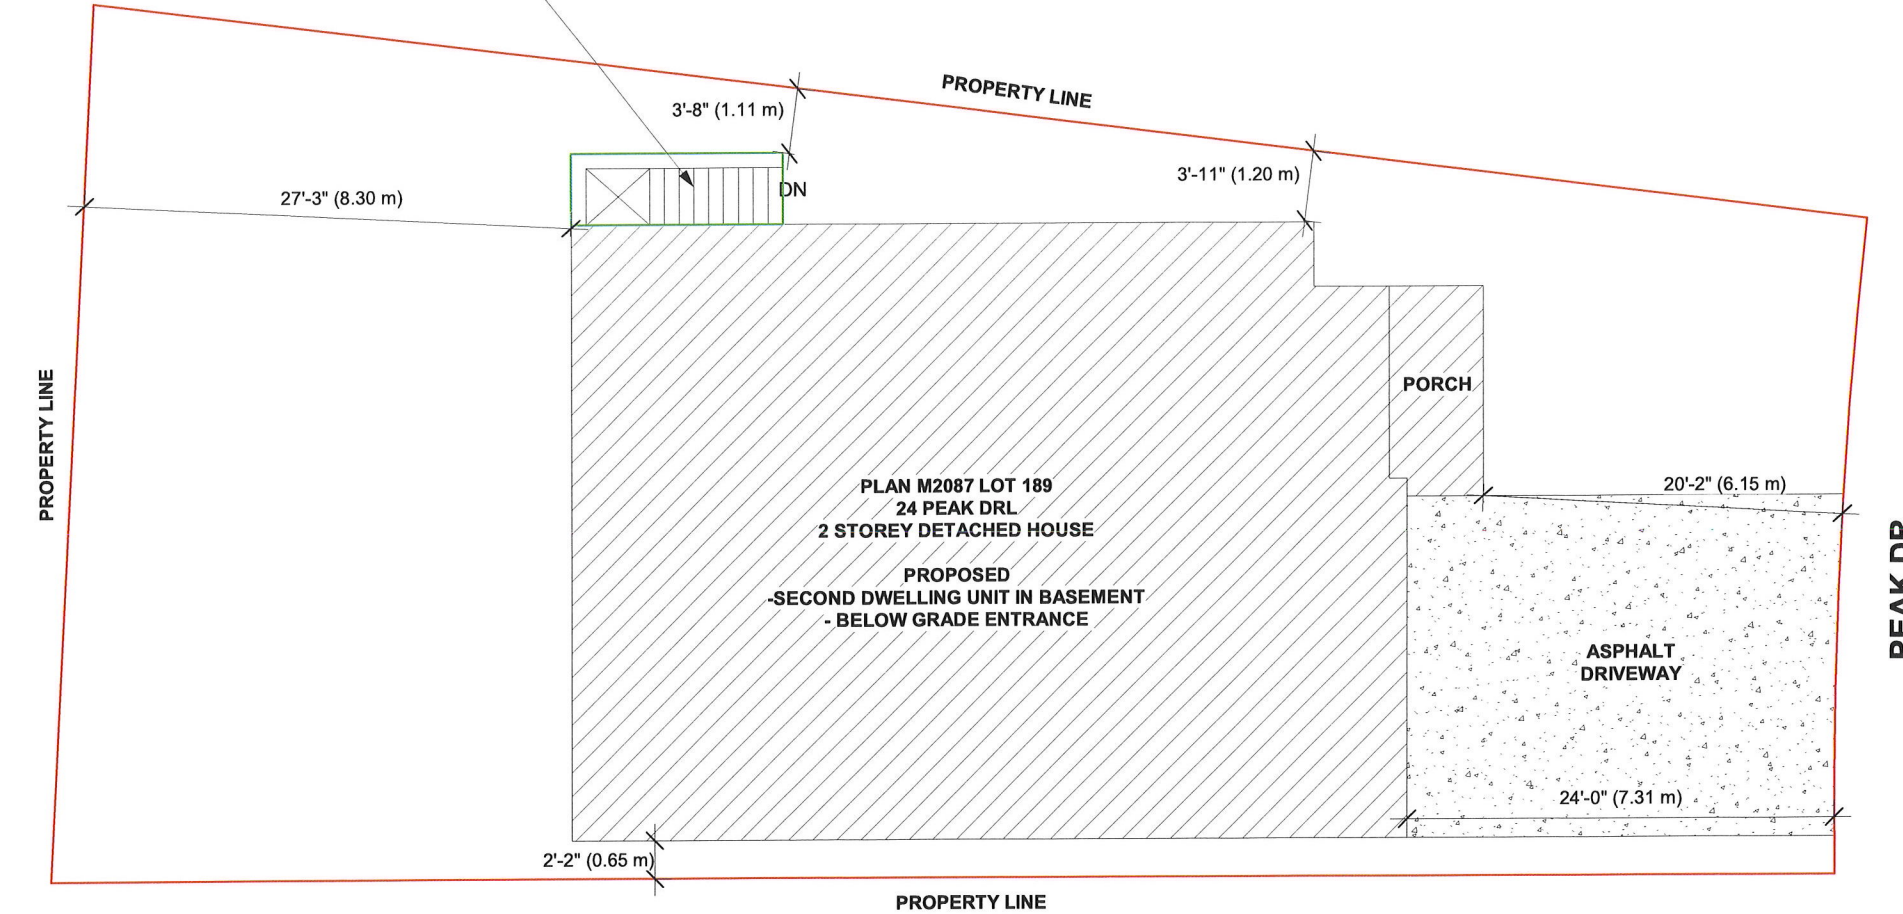 PROPERTY LINE
3'-8" (1.11 m)
3'-11" (1.20 m)
DN
27'-3" (8.30 m)
PROPERTY LINE
PORCH
20'-2" (6.15 m)
PLAN M2087 LOT 189
24 PEAK DRL
2 STOREY DETACHED HOUSE
PROPOSED
-SECOND DWELLING UNIT IN BASEMENT
- BELOW GRADE ENTRANCE
PEAK DR
ASPHALT
DRIVEWAY
24'-0" (7.31 m)
2'-2" (0.65 m)
PROPERTY LINE